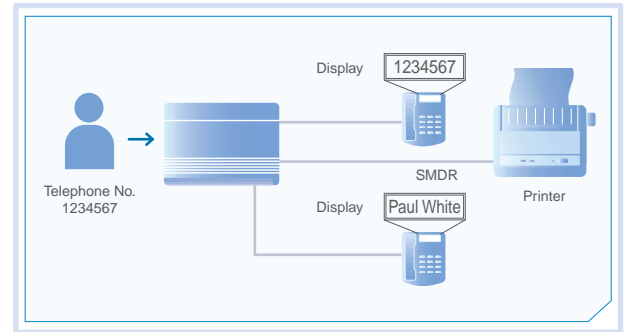 Display
1234567
Telephone No.
1234567
SMDR
Printer
Display
Paul White